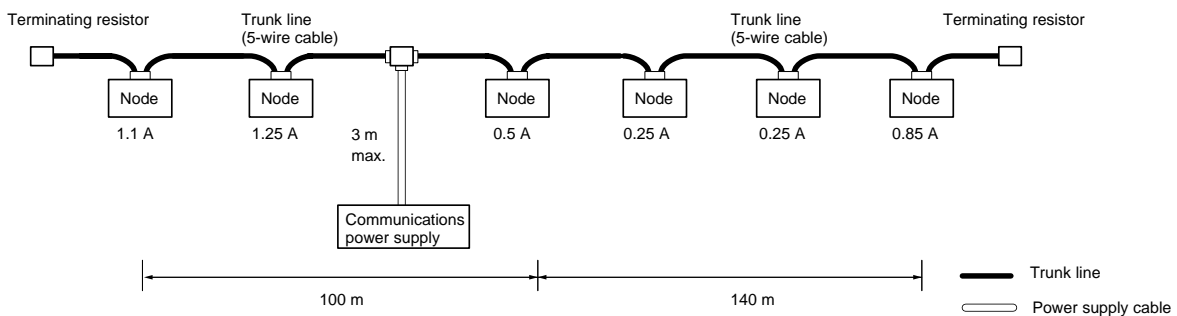 Terminating resistor
Trunk line
(5-wire cable)
Trunk line
(5-wire cable)
Terminating resistor
Node
Node
Node
Node
Node
Node
1.1 A
1.25 A
3 m
max.
0.5 A
0.25 A
0.25 A
0.85 A
Communications
power supply
100 m
140 m
Trunk line
Power supply cable